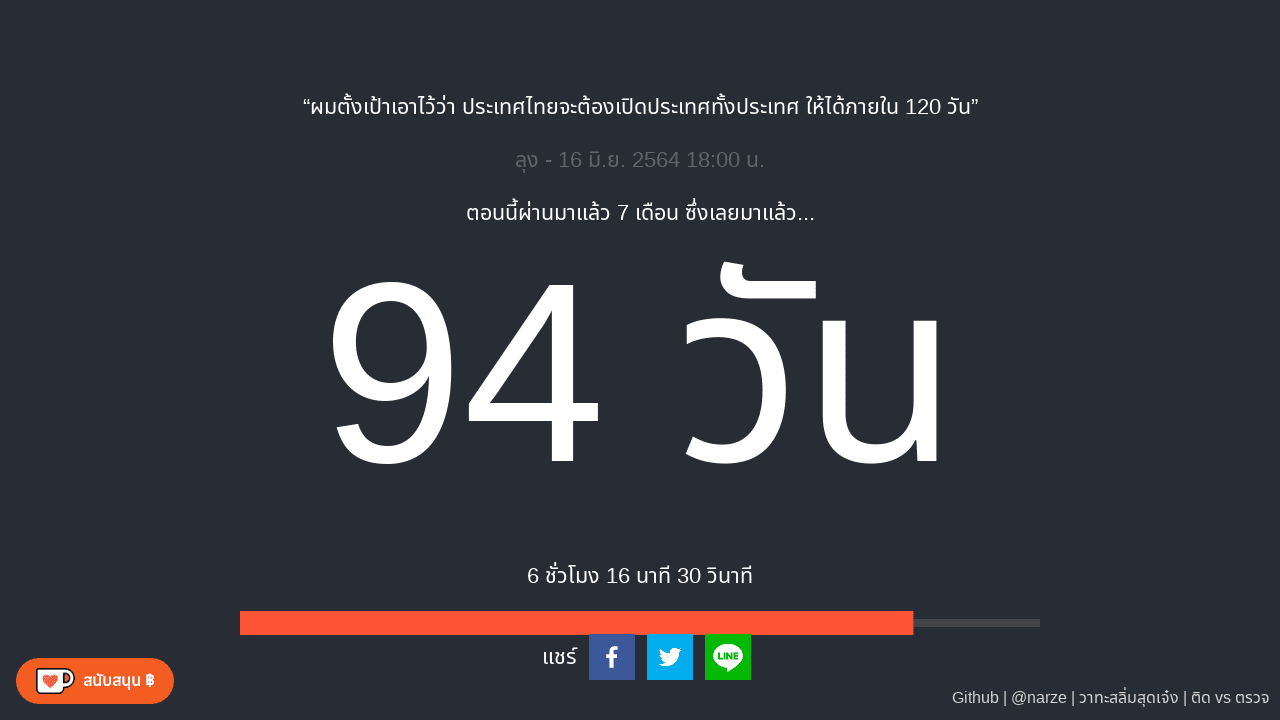 “ผมตั้งเป้าเอาไว้ว่า ประเทศไทยจะต้องเปิดประเทศทั้งประเทศ ให้ได้ภายใน 120 วัน”
ลุง - 16 มิ.ย. 2564 18:00 น.
ตอนนี้ผ่านมาแล้ว 7 เดือน ซึ่งเลยมาแล้ว...
94 วัน
6 ชั่วโมง 16 นาที 30 วินาที
แชร์
LINE
สนับสนุน ฿
Github | @narze | วาทะสลิ่มสุดเจ๋ง | ติด vs ตรวจ